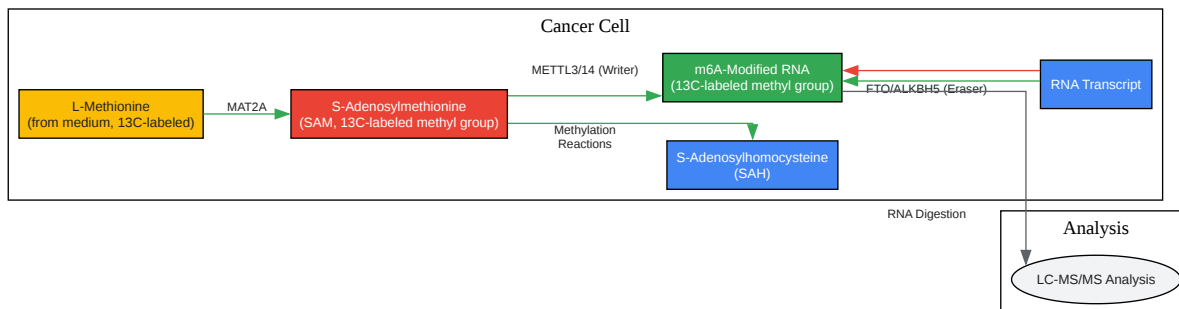 Cancer Cell
METTL3/14 (Writer)
m6A-Modified RNA
(13C-labeled methyl group)
FTO/ALKBH5 (Eraser)
RNA Transcript
L-Methionine
(from medium, 13C-labeled)
MAT2A
S-Adenosylmethionine
(SAM, 13C-labeled methyl group)
Methylation
Reactions
S-Adenosylhomocysteine
(SAH)
RNA Digestion
Analysis
LC-MS/MS Analysis